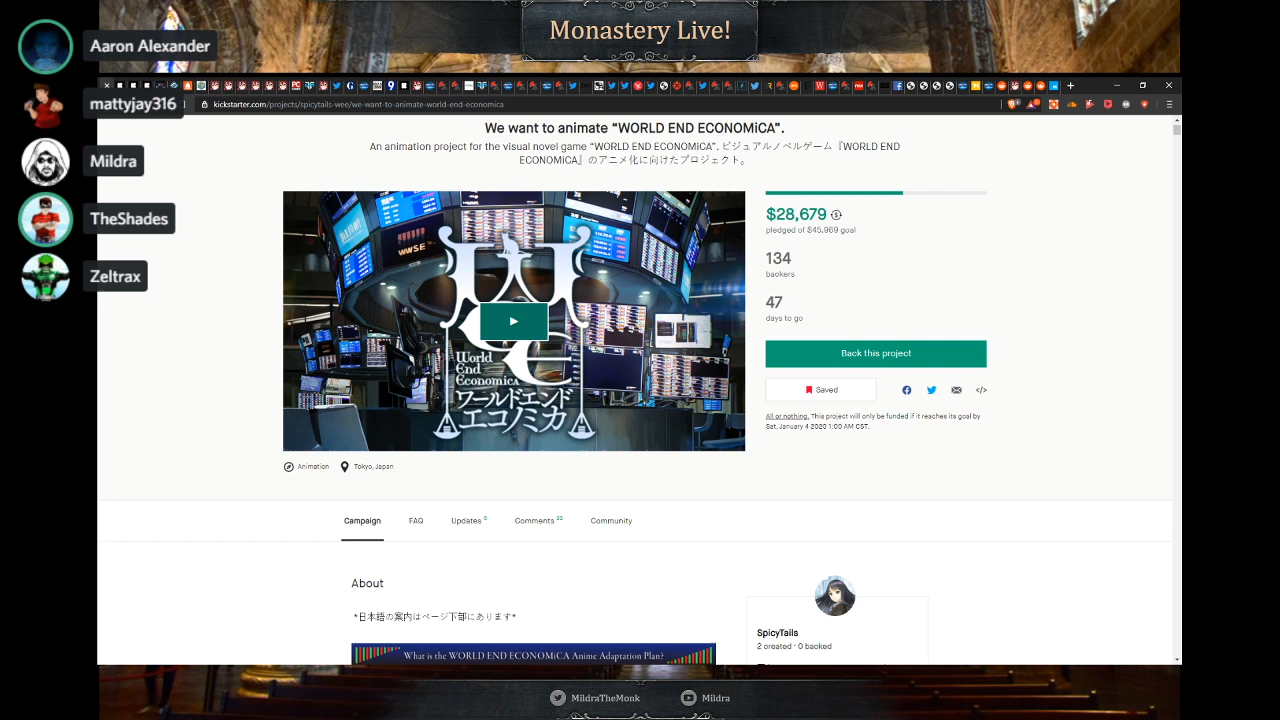 Monastery Live!
Aaron Alexander
mattyjay316
Mildra
TheShades
Zeltrax
kickstarter.com/projects/spicytails-wee/we-want-to-animate-world-end-economica
We want to animate “WORLD END ECONOMiCA”.
An animation project for the visual novel game “WORLD END ECONOMiCA”. ビジュアルノベルゲーム『WORLD END
ECONOMiCA』のアニメ化に向けたプロジェクト。
WWSE
World
End
Economica
ワールドエンド
エコノミカ
$28,679
pledged of $45,969 goal
134
backers
47
days to go
Back this project
Saved
All or nothing. This project will only be funded if it reaches its goal by
Sat, January 4 2020 1:00 AM CST.
Animation
Tokyo, Japan
Campaign
FAQ
Updates 0
Comments 23
Community
About
*日本語の案内はページ下部にあります*
What is the WORLD END ECONOMiCA Anime Adaptation Plan?
SpicyTails
2 created · 0 backed
MildraTheMonk
Mildra